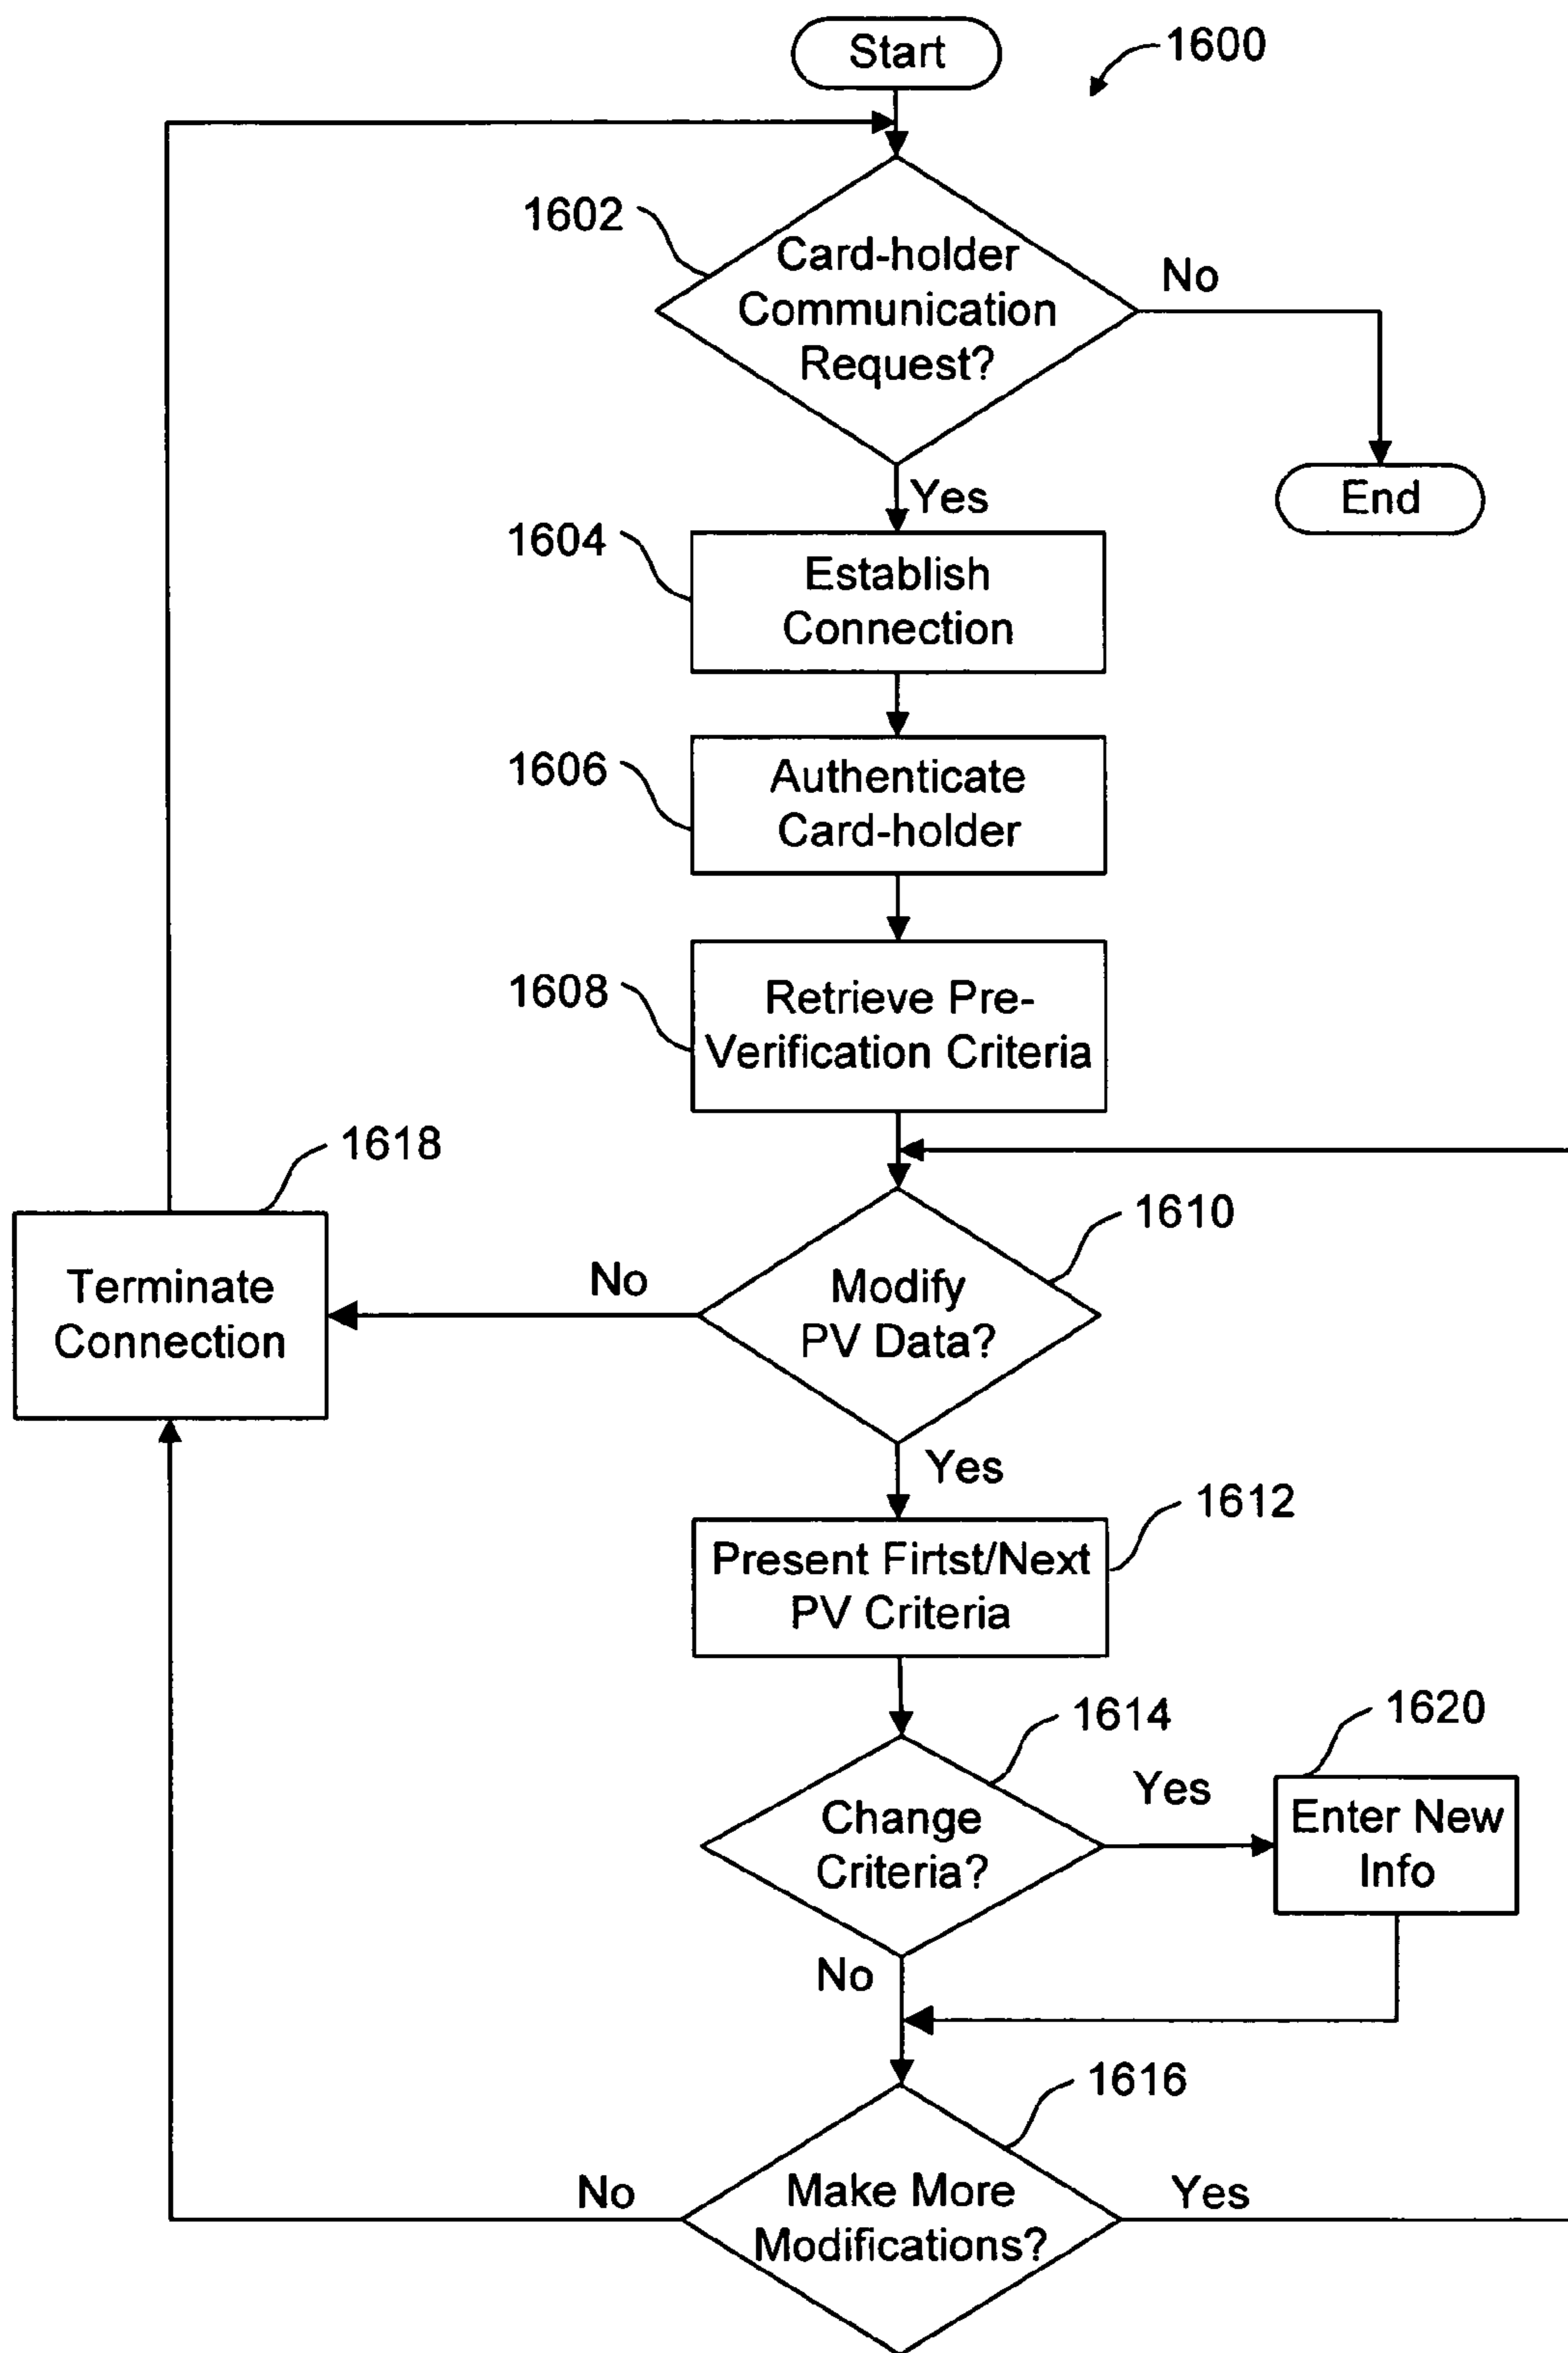 Start
1600
1602
Card-holder
Communication
Request?
No
Yes
End
1604
Establish
Connection
1606
Authenticate
Card-holder
1608
Retrieve Pre-
Verification Criteria
1618
1610
Terminate
Connection
No
Modify
PV Data?
Yes
1612
Present Firtst/Next
PV Criteria
1614
1620
Change
Criteria?
Yes
Enter New
Info
No
1616
No
Make More
Modifications?
Yes